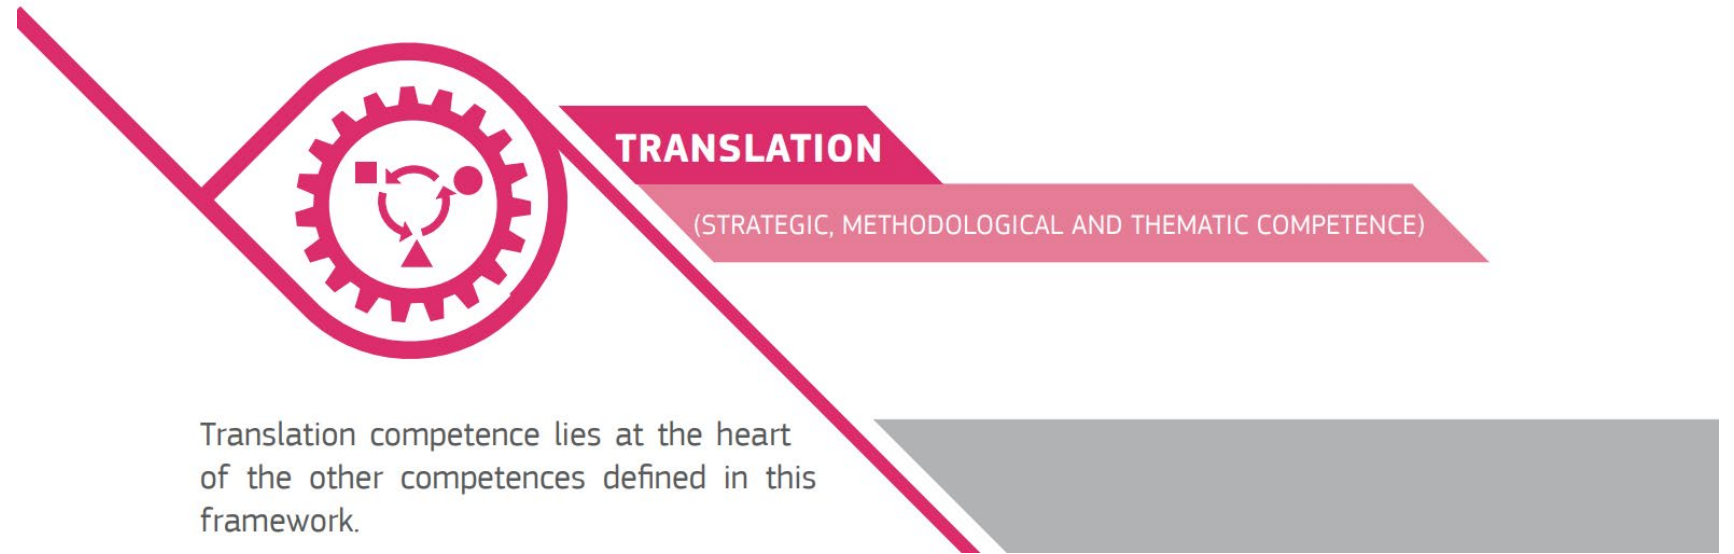 TRANSLATION
(STRATEGIC, METHODOLOGICAL AND THEMATIC COMPETENCE)
Translation competence lies at the heart
of the other competences defined in this
framework.